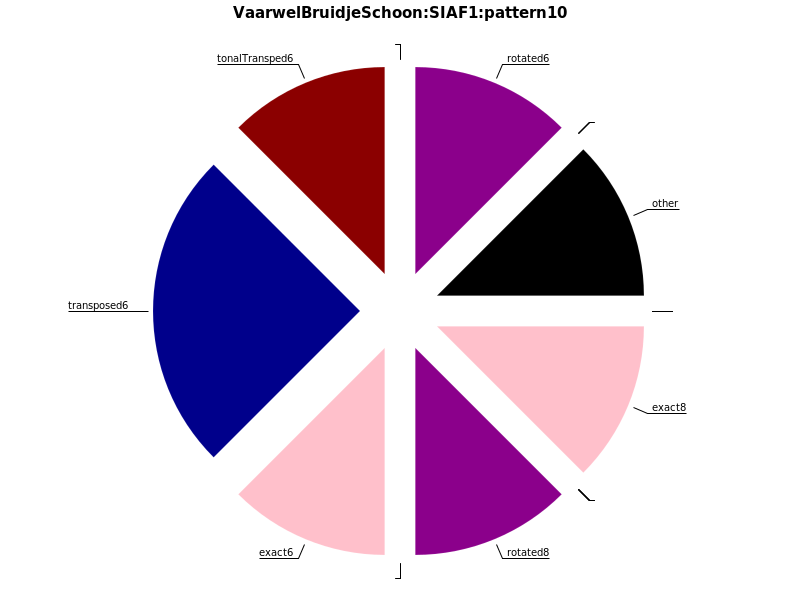 VaarwelBruidjeSchoon:SIAF1:pattern10
tonalTransped6
rotated6
other
transposed6
exact8
exact6
rotated8